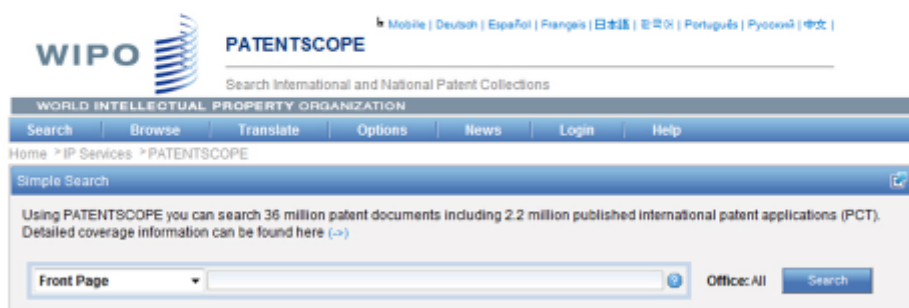 Mobile | Deutsch | Español | Français | 日本語 | 한국어 | Português | Русский | 中文 |
WIPO
PATENTSCOPE
Search International and National Patent Collections
WORLD INTELLECTUAL PROPERTY ORGANIZATION
Search Browse Translate Options News Login Help
Home > IP Services > PATENTSCOPE
Simple Search
Using PATENTSCOPE you can search 36 million patent documents including 2.2 million published international patent applications (PCT).
Detailed coverage information can be found here (->)
Front Page ? Office: All Search